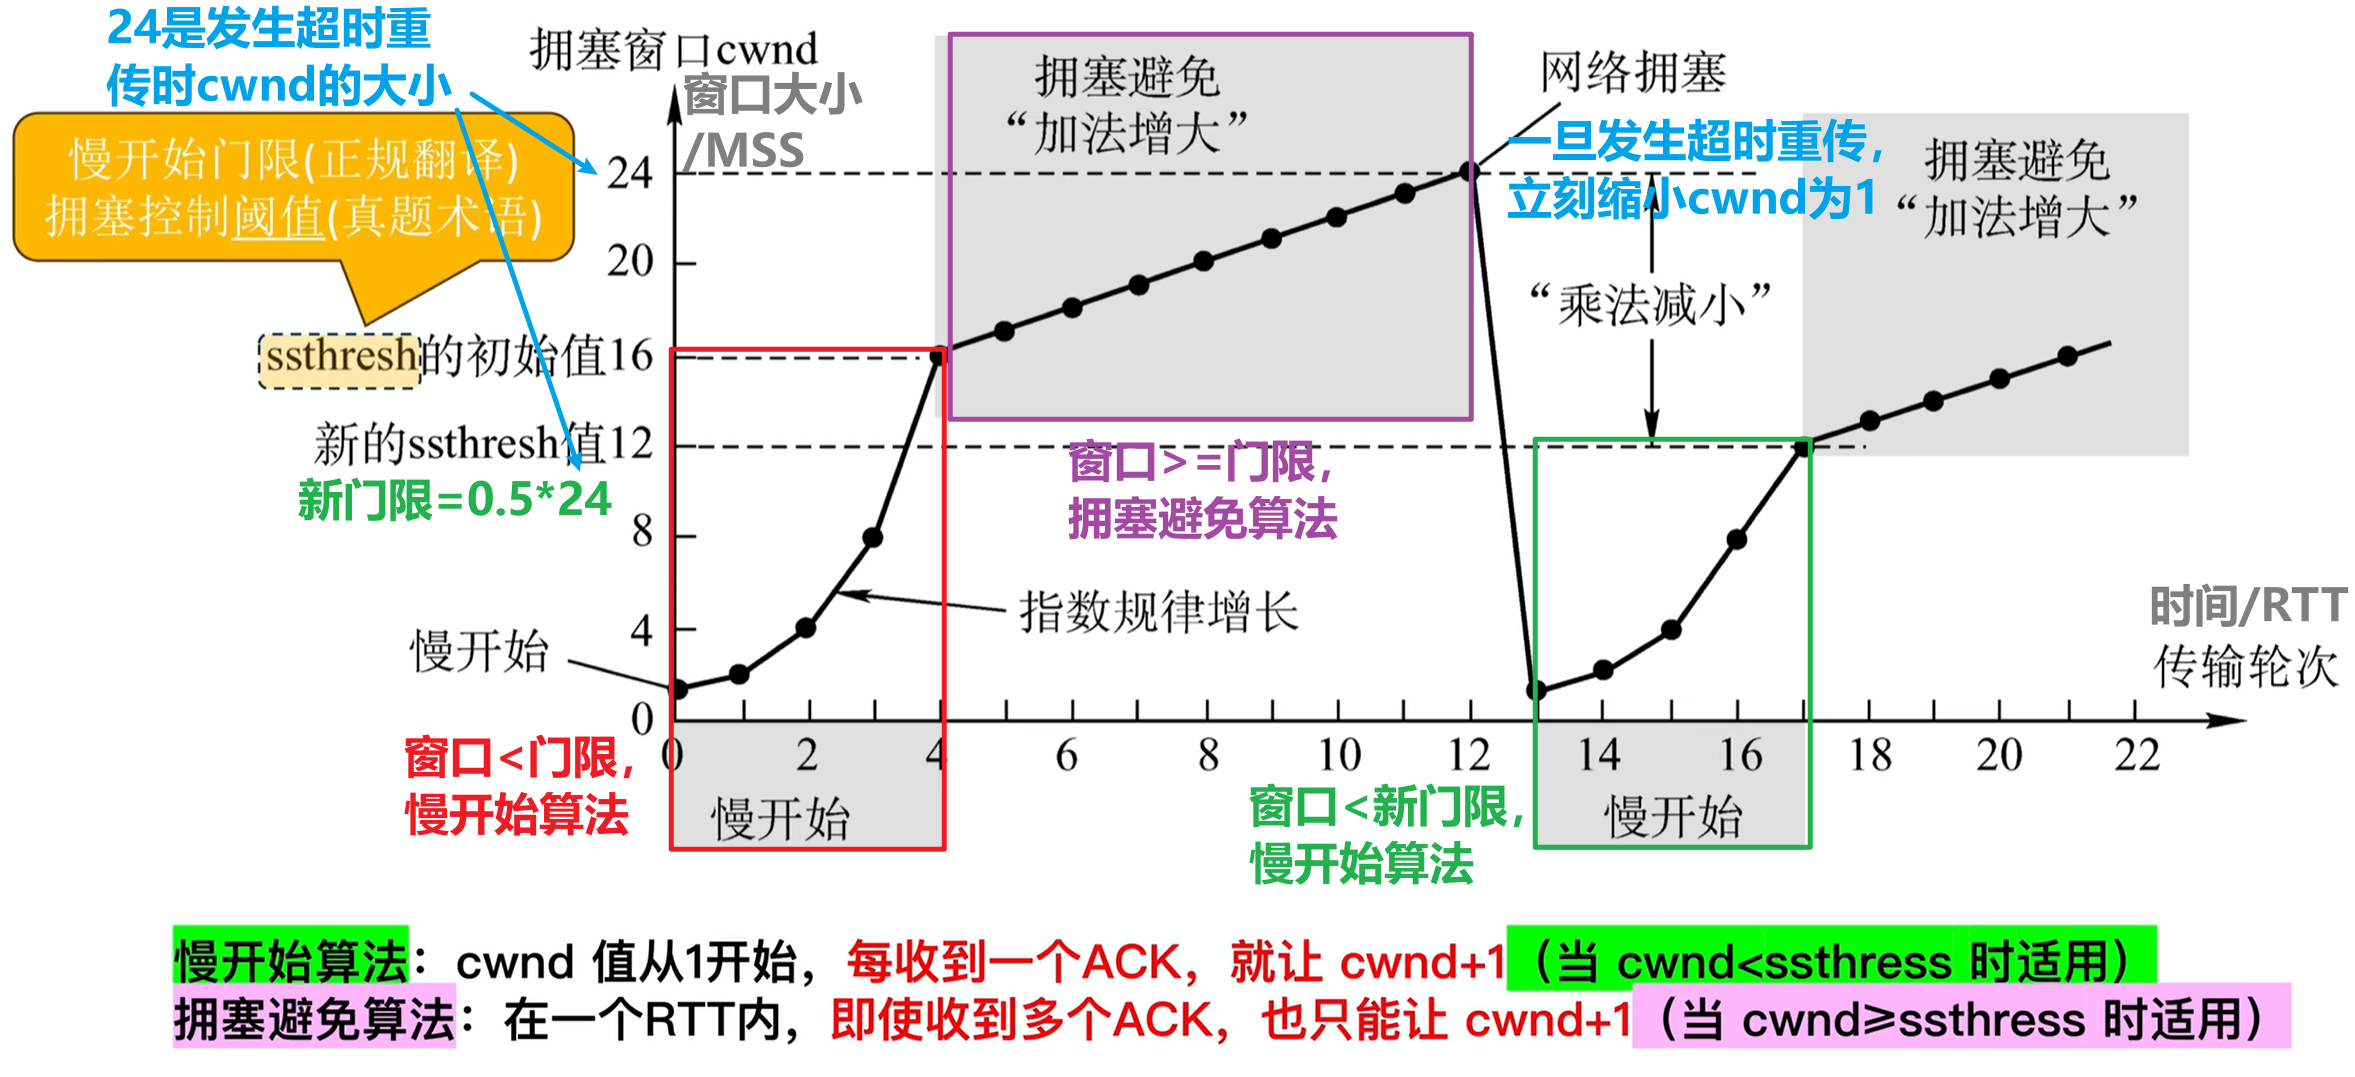 24是发生超时重
传时cwnd的大小
慢开始门限(正规翻译)
拥塞控制阈值(真题术语)
拥塞窗口cwnd
窗口大小
/MSS
拥塞避免
“加法增大”
网络拥塞
一旦发生超时重传，
立刻缩小cwnd为1
拥塞避免
“加法增大”
24
20
ssthresh的初始值16
新的ssthresh值12
新门限=0.5*24
8
4
0
“乘法减小”
窗口>=门限，
拥塞避免算法
指数规律增长
慢开始
时间/RTT
传输轮次
0 2 4 6 8 10 12 14 16 18 20 22
窗口<门限，
慢开始算法
慢开始
窗口<新门限，
慢开始算法
慢开始
慢开始算法：cwnd 值从1开始，每收到一个ACK，就让 cwnd+1（当 cwnd<ssthress 时适用）
拥塞避免算法：在一个RTT内，即使收到多个ACK，也只能让 cwnd+1（当 cwnd≥ssthress 时适用）